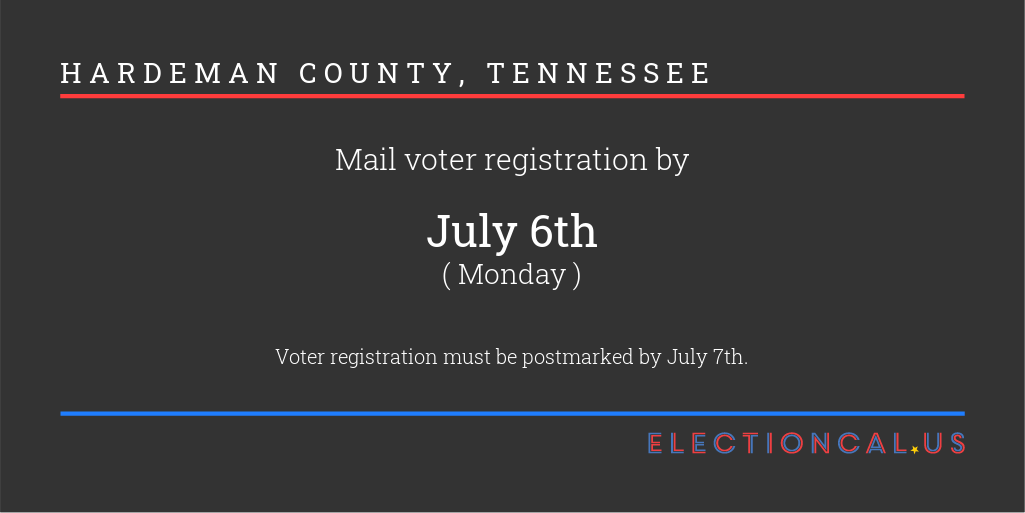 HARDEMAN COUNTY, TENNESSEE
Mail voter registration by
July 6th
( Monday )
Voter registration must be postmarked by July 7th.
ELECTIONCAL.US